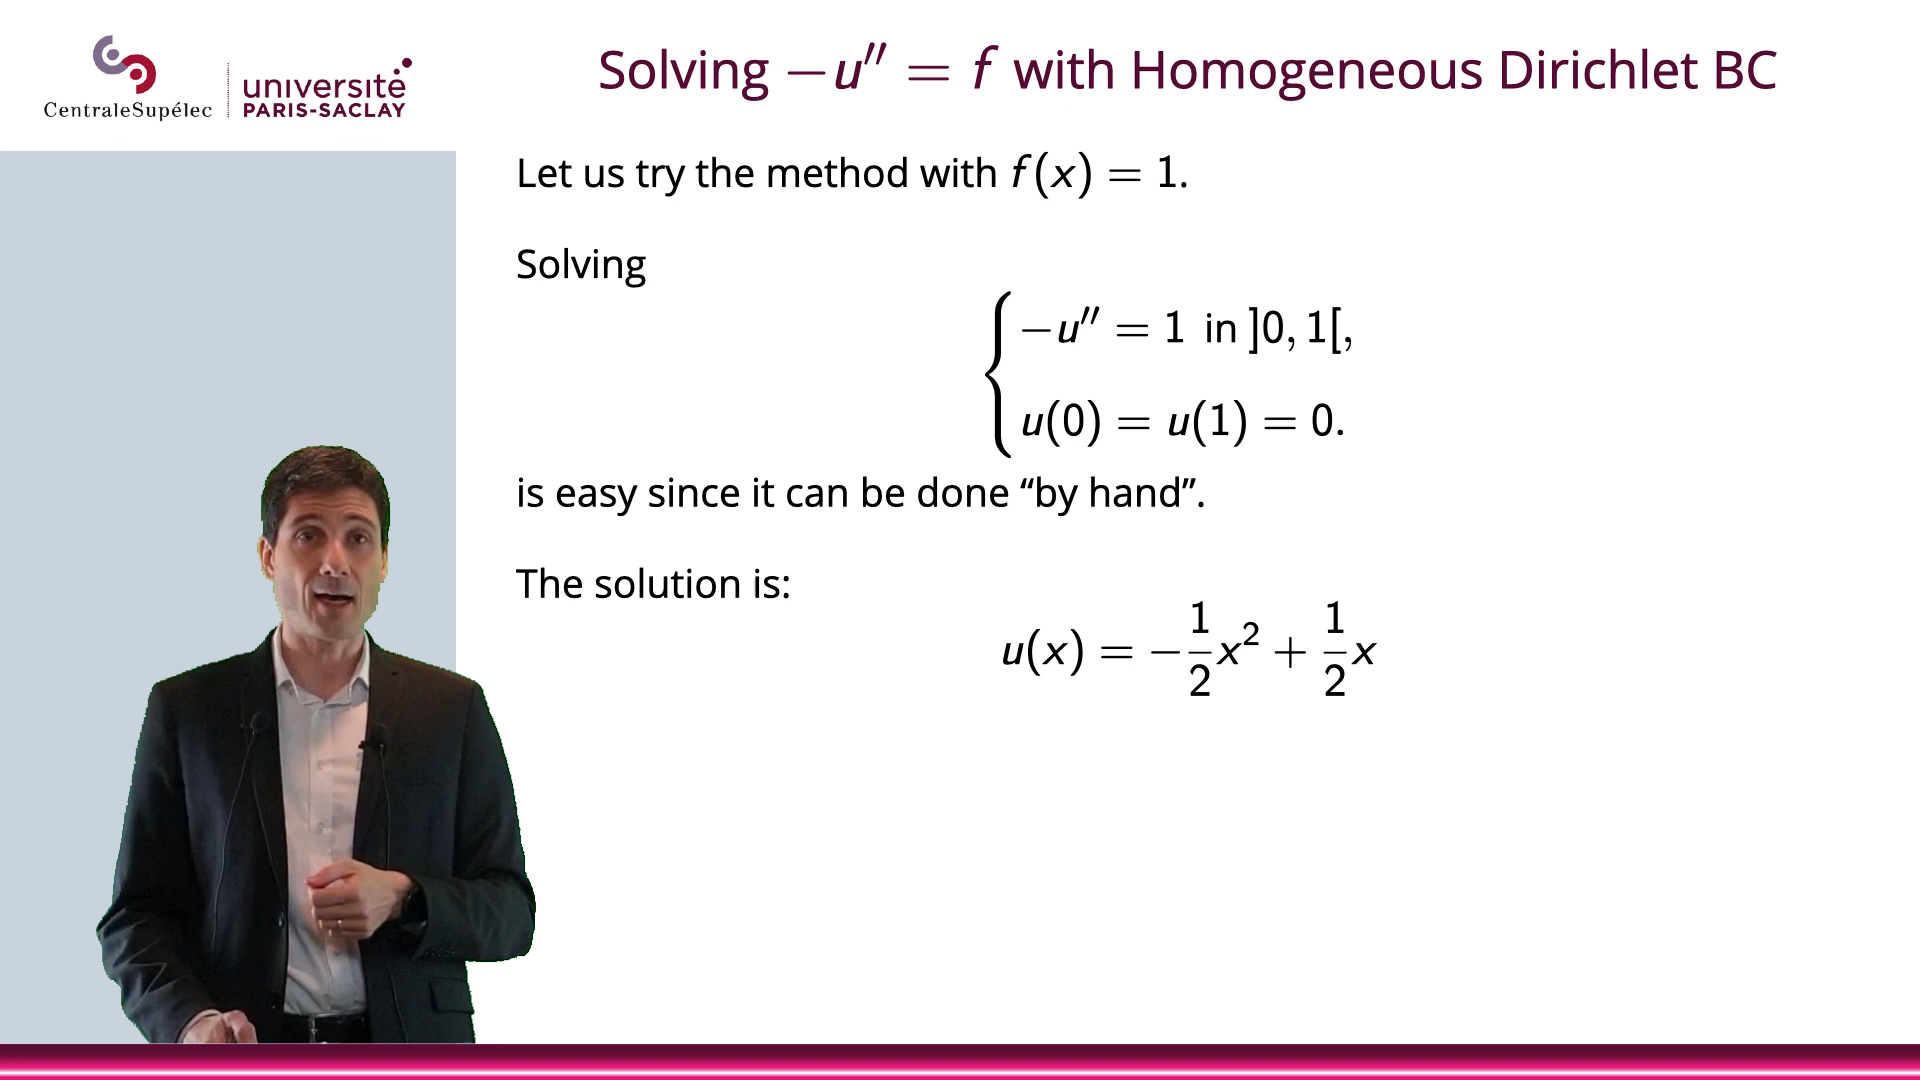 CentraleSupélec
université
PARIS-SACLAY
Solving −u″ = f with Homogeneous Dirichlet BC
Let us try the method with f(x) = 1.
Solving
−u″ = 1 in ]0, 1[,
u(0) = u(1) = 0.
is easy since it can be done “by hand”.
The solution is:
u(x) = −1/2x² + 1/2x